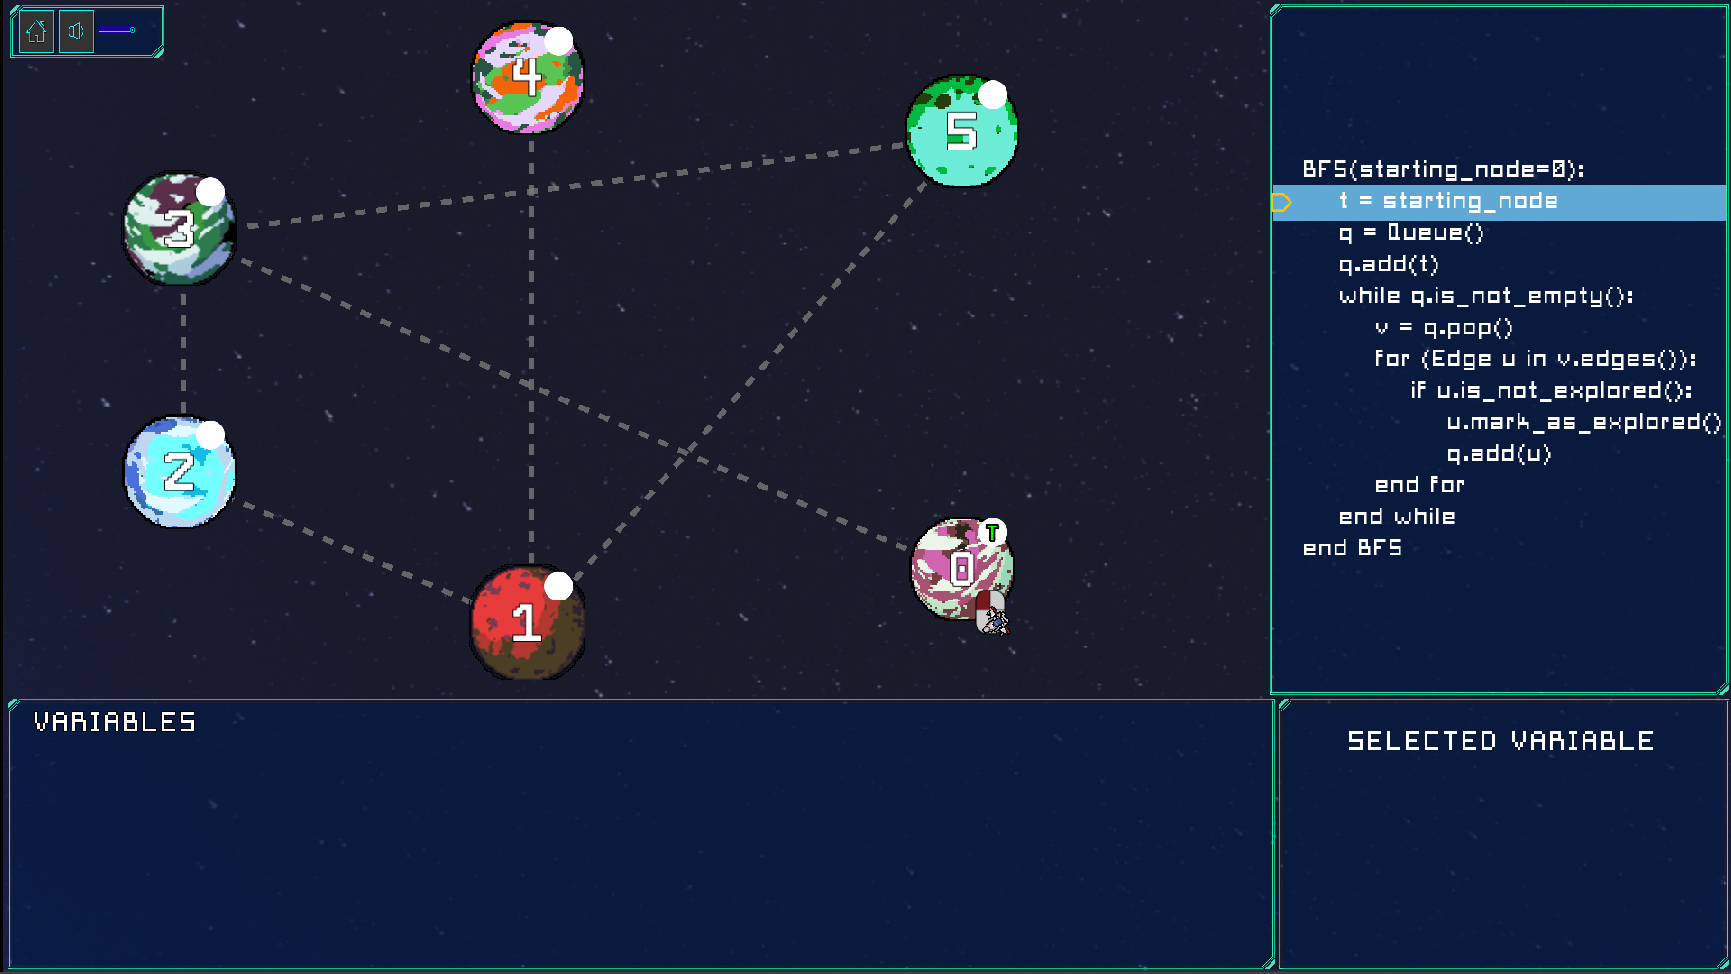 4
5
3
2
T
0
1
BFS(starting_node=0):
t = starting_node
q = Queue()
q.add(t)
while q.is_not_empty():
v = q.pop()
for (Edge u in v.edges()):
if u.is_not_explored():
u.mark_as_explored()
q.add(u)
end for
end while
end BFS
VARIABLES
SELECTED VARIABLE